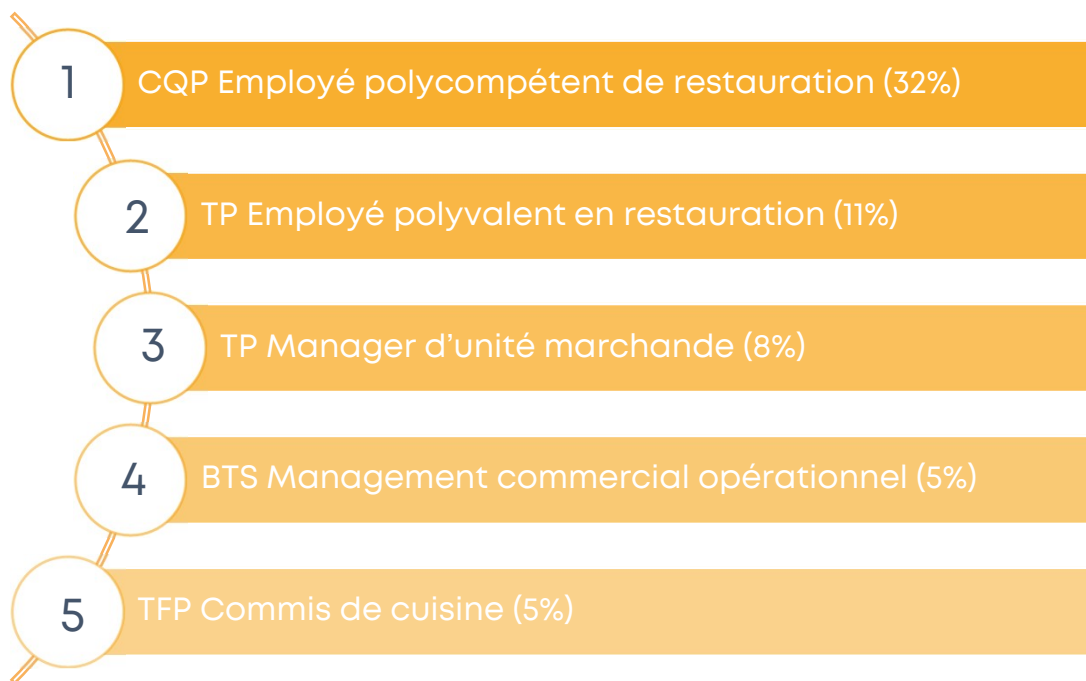 1
CQP Employé polycompétent de restauration (32%)
2
TP Employé polyvalent en restauration (11%)
3
TP Manager d’unité marchande (8%)
4
BTS Management commercial opérationnel (5%)
5
TFP Commis de cuisine (5%)